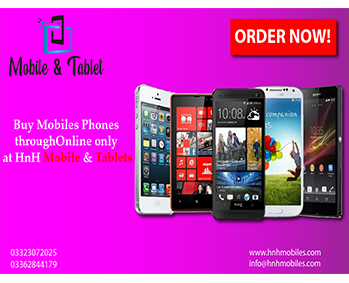 Mobile & Tablet
ORDER NOW!
Buy Mobiles Phones
throughOnline only
at HnH Mobile & Tablets
companion
03323072025
03362844179
www.hnhmobiles.com
info@hnhmobiles.com